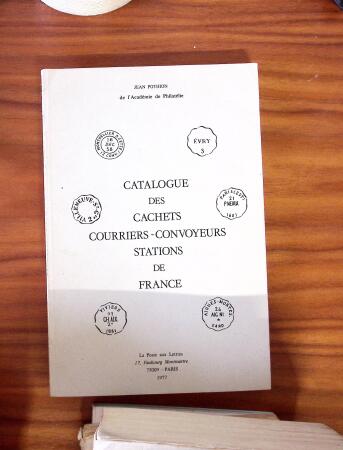 JEAN POTHION
de l'Académie de Philatélie
ÉVRY
5
CATALOGUE
DES
CACHETS
COURRIERS-CONVOYEURS
STATIONS
DE
FRANCE
La Poste aux Lettres
17, Faubourg Montmartre
75009 - PARIS
1977